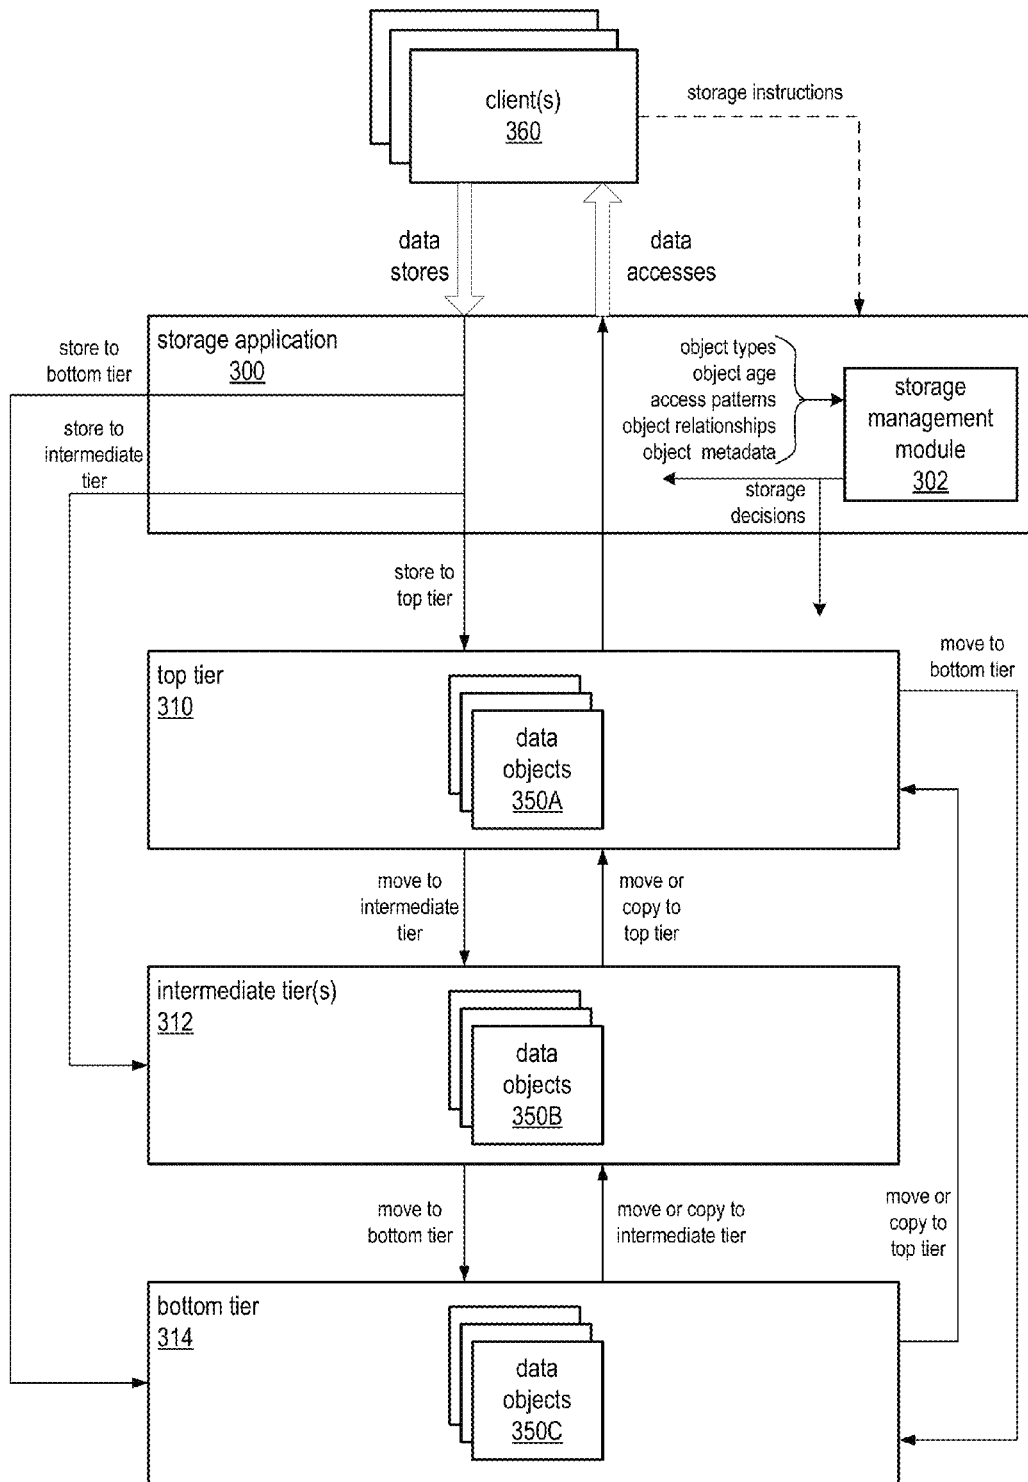 client(s)
360
storage instructions
data
stores
data
accesses
storage application
300
store to
bottom tier
store to
intermediate
tier
object types
object age
access patterns
object relationships
object metadata
storage
management
module
302
storage
decisions
store to
top tier
move to
bottom tier
top tier
310
data
objects
350A
move to
intermediate
tier
move or
copy to
top tier
intermediate tier(s)
312
data
objects
350B
move to
bottom tier
move or copy to
intermediate tier
move or
copy to
top tier
bottom tier
314
data
objects
350C